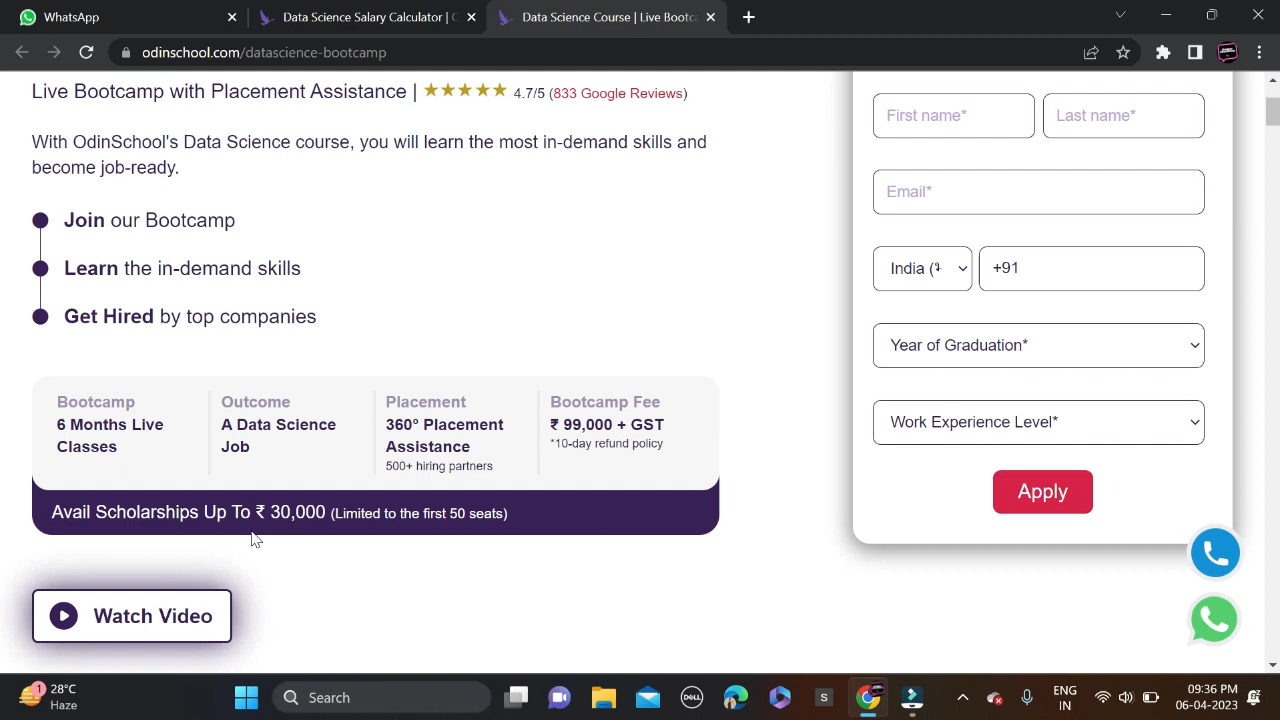 WhatsApp
Data Science Salary Calculator | C
Data Science Course | Live Bootc
odinschool.com/datascience-bootcamp
Live Bootcamp with Placement Assistance | ★★★★★ 4.7/5 (833 Google Reviews)
With OdinSchool's Data Science course, you will learn the most in-demand skills and
become job-ready.
Join our Bootcamp
Learn the in-demand skills
Get Hired by top companies
Bootcamp
6 Months Live
Classes
Outcome
A Data Science
Job
Placement
360° Placement
Assistance
500+ hiring partners
Bootcamp Fee
₹ 99,000 + GST
*10-day refund policy
Avail Scholarships Up To ₹ 30,000 (Limited to the first 50 seats)
Watch Video
First name*
Last name*
Email*
India (भ
+91
Year of Graduation*
Work Experience Level*
Apply
1
28°C
Haze
Search
DELL
S
ENG
IN
09:36 PM
06-04-2023